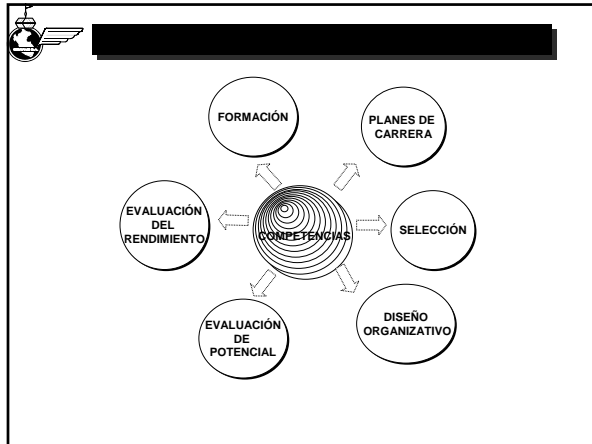 FORMACIÓN
PLANES DE
CARRERA
EVALUACIÓN
DEL
RENDIMIENTO
COMPETENCIAS
SELECCIÓN
EVALUACIÓN
DE
POTENCIAL
DISEÑO
ORGANIZATIVO